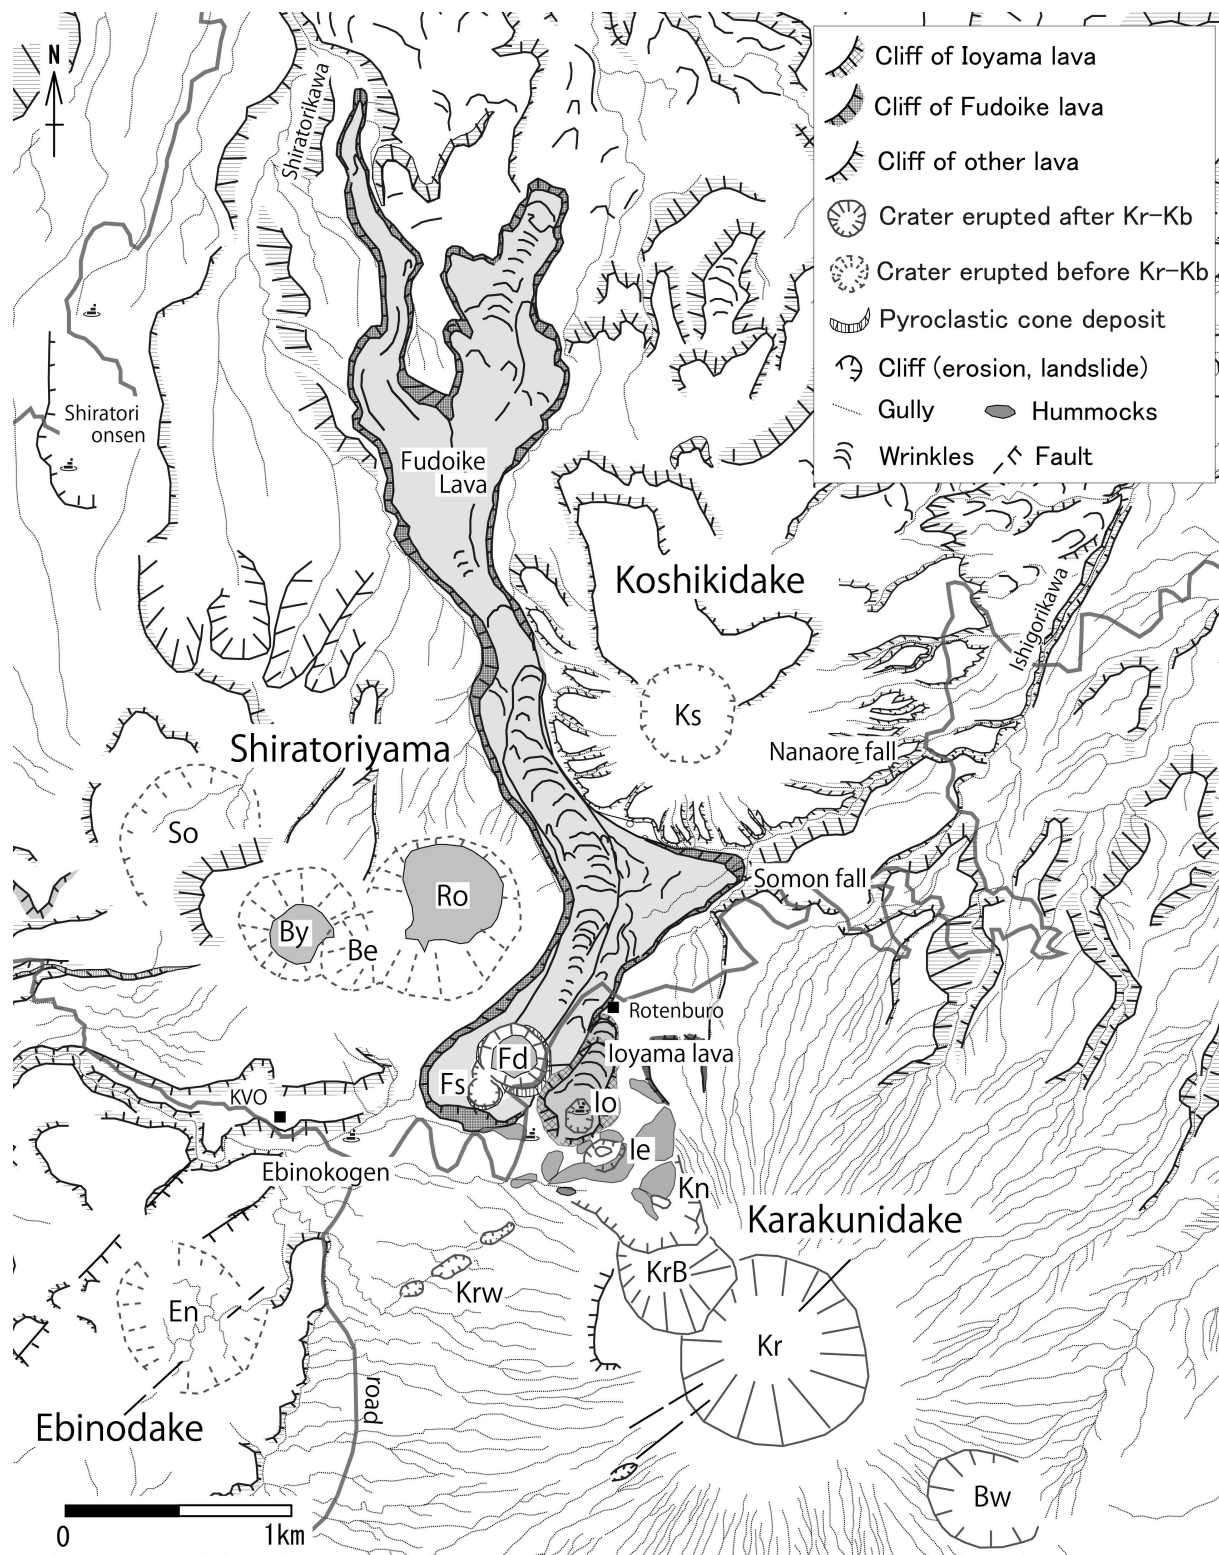 N
Cliff of Ioyama lava
Cliff of Fudoike lava
Cliff of other lava
Crater erupted after Kr-Kb
Crater erupted before Kr-Kb
Pyroclastic cone deposit
Cliff (erosion, landslide)
Gully
Hummocks
Wrinkles
Fault
Shiratorikawa
Shiratori
onsen
Fudoike
Lava
Koshikidake
Ishigorikawa
Ks
Shiratoriyama
Nanaore fall
So
Somon fall
Ro
By
Be
Rotenburo
Ioyama lava
Fd
Fs
KVO
Io
Ie
Ebinokogen
Kn
Karakunidake
KrB
Krw
En
Kr
road
Ebinodake
Bw
0
1km